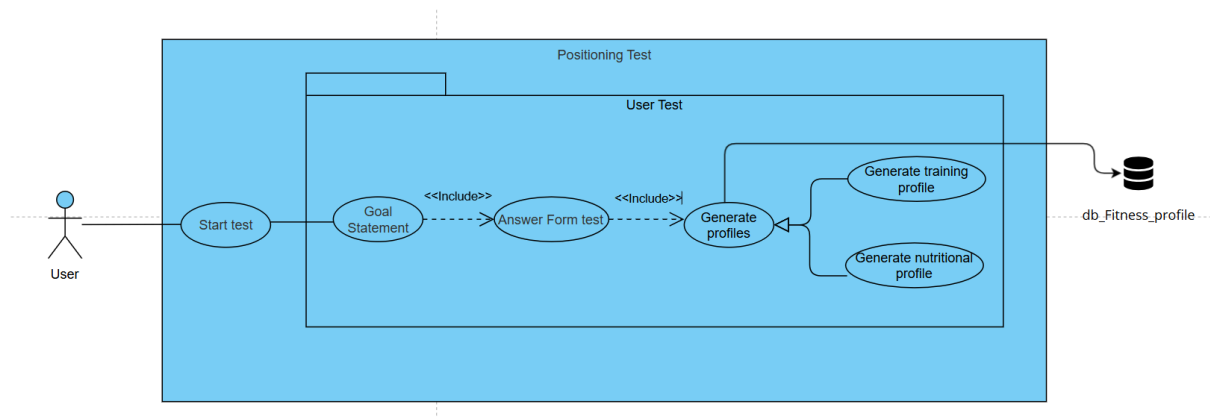 Positioning Test
User Test
<<Include>>
<<Include>>
Generate training
profile
Goal
Statement
Start test
Answer Form test
Generate
profiles
db_Fitness_profile
Generate nutritional
profile
User